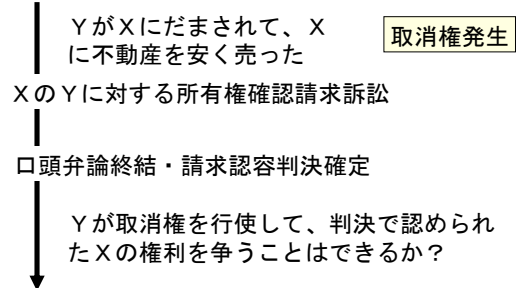 ＹがＸにだまされて、Ｘ
に不動産を安く売った
取消権発生
ＸのＹに対する所有権確認請求訴訟
口頭弁論終結・請求認容判決確定
Ｙが取消権を行使して、判決で認められ
たＸの権利を争うことはできるか？